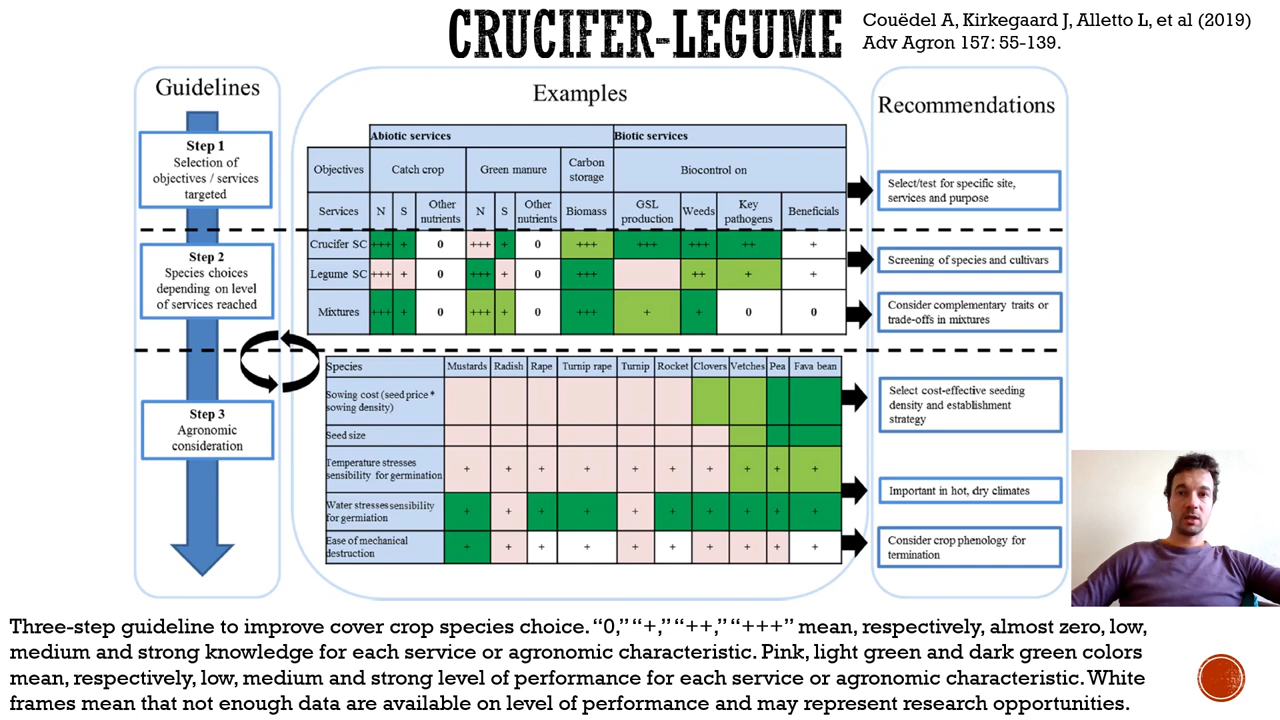 CRUCIFER-LEGUME
Couëdel A, Kirkegaard J, Alletto L, et al (2019)
Adv Agron 157: 55-139.
Guidelines
Step 1
Selection of
objectives / services
targeted
Step 2
Species choices
depending on level
of services reached
Step 3
Agronomic
consideration
Examples
Abiotic services Biotic services
Objectives Catch crop Green manure Carbon storage Biocontrol on
Services N S Other nutrients N S Other nutrients Biomass GSL production Weeds Key pathogens Beneficials
Crucifer SC +++ + 0 +++ + 0 +++ +++ +++ ++ +
Legume SC +++ + 0 +++ + 0 +++ ++ + +
Mixtures +++ + 0 +++ + 0 +++ + + 0 0
Species Mustards Radish Rape Turnip rape Turnip Rocket Clovers Vetches Pea Fava bean
Sowing cost (seed price *
sowing density)
Seed size
Temperature stresses
sensibility for germination + + + + + + + + + +
Water stresses sensibility
for germiation + + + + + + + + + +
Ease of mechanical
destruction + + + + + + + + + +
Recommendations
Select/test for specific site,
services and purpose
Screening of species and cultivars
Consider complementary traits or
trade-offs in mixtures
Select cost-effective seeding
density and establishment
strategy
Important in hot, dry climates
Consider crop phenology for
termination
Three-step guideline to improve cover crop species choice. “0,” “+,” “++,” “+++” mean, respectively, almost zero, low,
medium and strong knowledge for each service or agronomic characteristic. Pink, light green and dark green colors
mean, respectively, low, medium and strong level of performance for each service or agronomic characteristic. White
frames mean that not enough data are available on level of performance and may represent research opportunities.